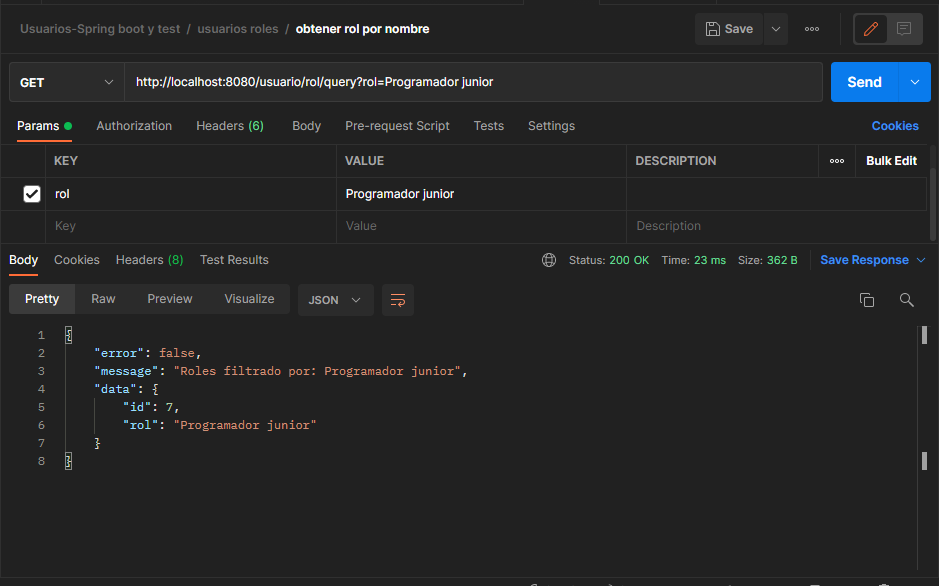 Usuarios-Spring boot y test / usuarios roles / obtener rol por nombre
Save
GET
http://localhost:8080/usuario/rol/query?rol=Programador junior
Send
Params Authorization Headers (6) Body Pre-request Script Tests Settings Cookies
KEY VALUE DESCRIPTION Bulk Edit
rol Programador junior
Key Value Description
Body Cookies Headers (8) Test Results Status: 200 OK Time: 23 ms Size: 362 B Save Response
Pretty Raw Preview Visualize JSON
1 {
2 "error": false,
3 "message": "Roles filtrado por: Programador junior",
4 "data": {
5 "id": 7,
6 "rol": "Programador junior"
7 }
8 }